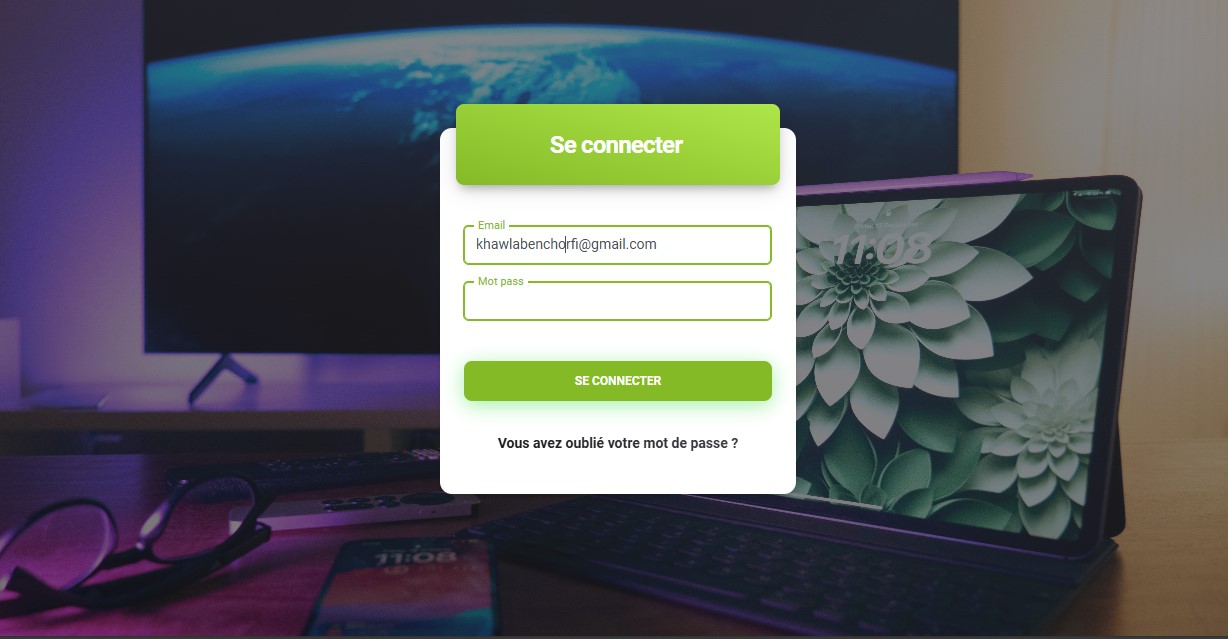 Se connecter
Email
khawlabenchorfi@gmail.com
Mot pass
SE CONNECTER
Vous avez oublié votre mot de passe ?
11:08
11:08